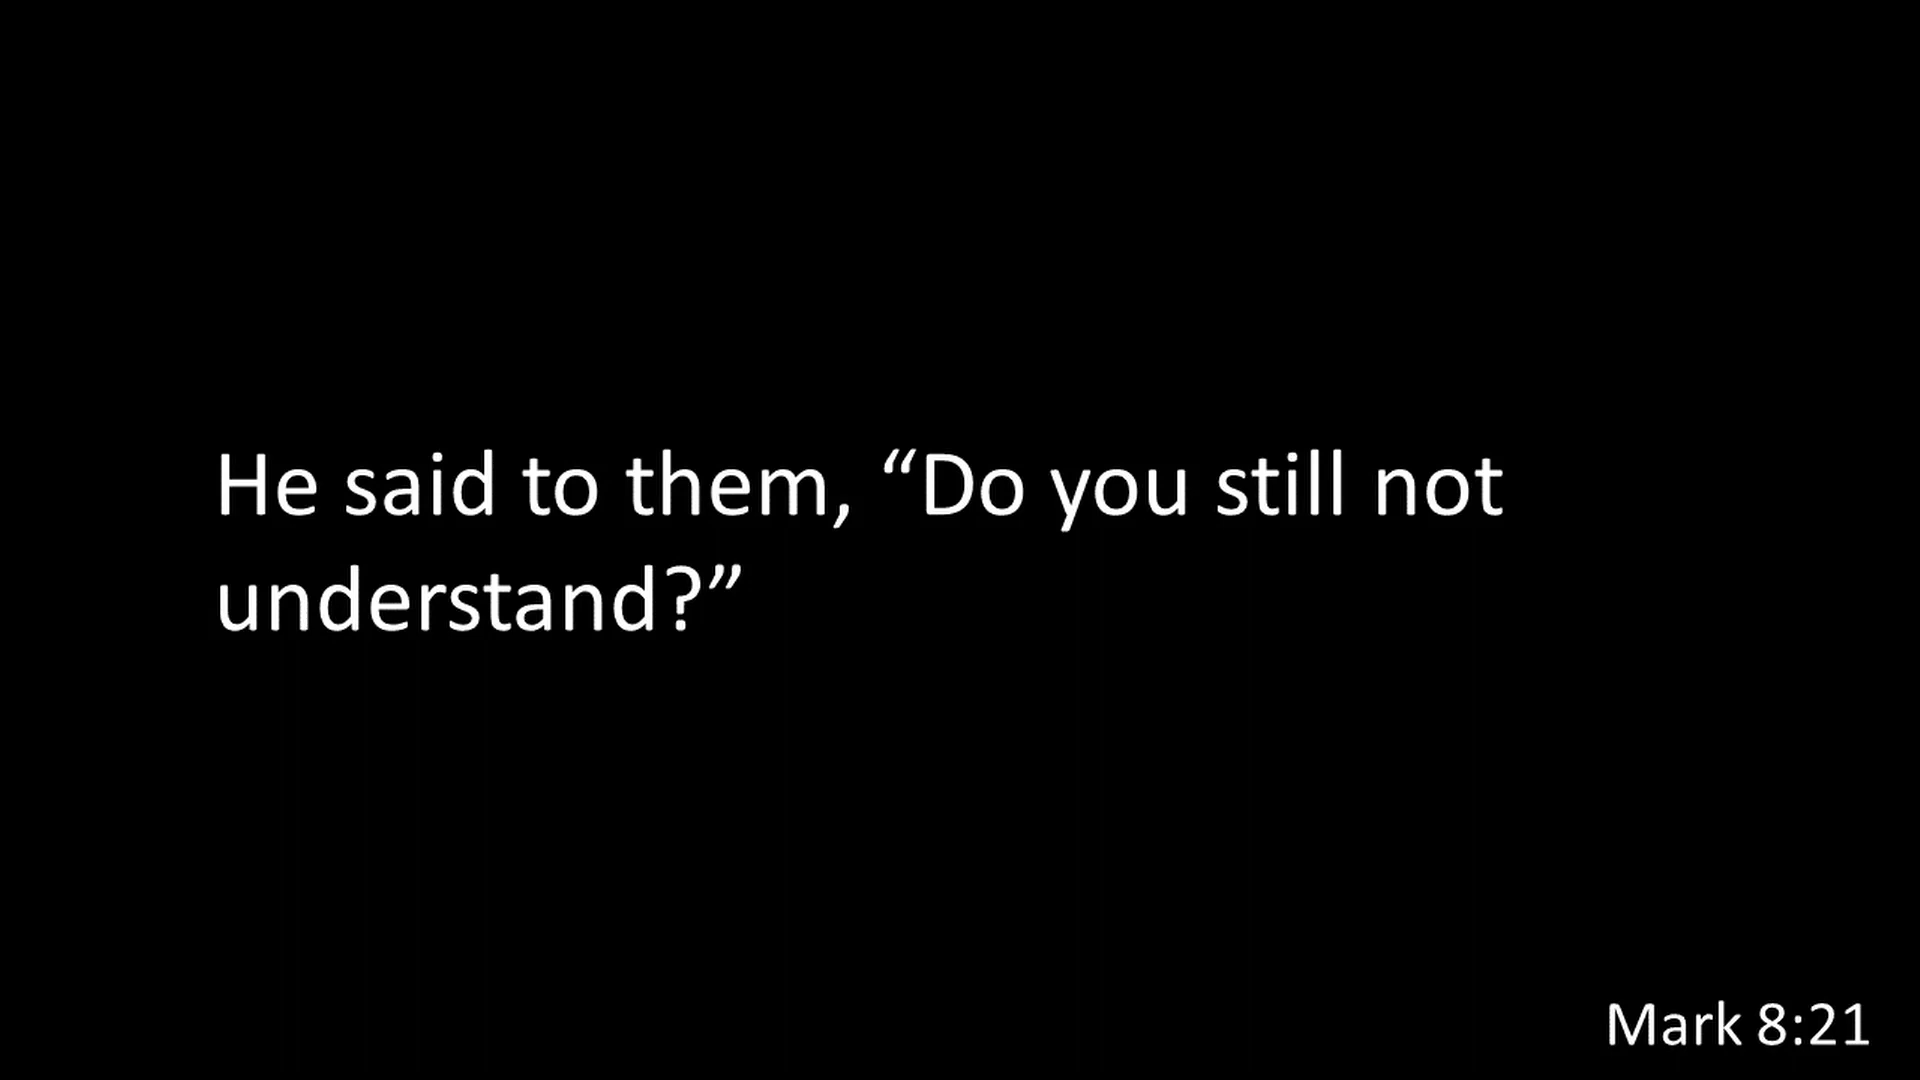 He said to them, “Do you still not
understand?”
Mark 8:21